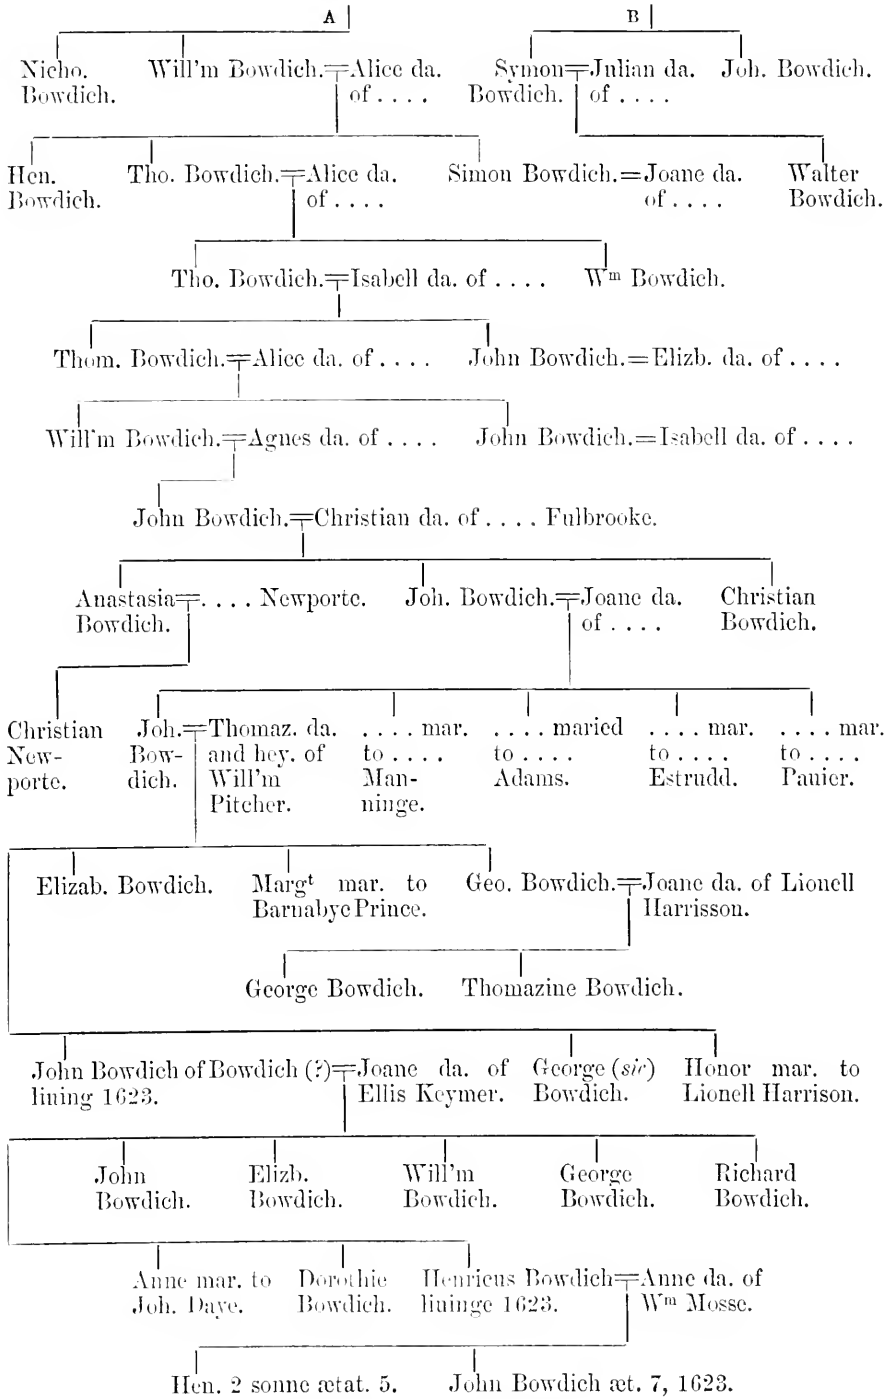 A | B |
Nicho. Will'm Bowdich.=Alice da. Symon=Julian da. Joh. Bowdich.
Bowdich. of . . . . Bowdich. of . . . .
Hen. Tho. Bowdich.=Alice da. Simon Bowdich.=Joane da. Walter
Bowdich. of . . . . of . . . . Bowdich.
Tho. Bowdich.=Isabell da. of . . . . Wᵐ Bowdich.
Thom. Bowdich.=Alice da. of . . . . John Bowdich.=Elizb. da. of . . . .
Will'm Bowdich.=Agnes da. of . . . . John Bowdich.=Isabell da. of . . . .
John Bowdich.=Christian da. of . . . . Fulbrooke.
Anastasia=. . . . Newporte. Joh. Bowdich.=Joane da. Christian
Bowdich. of . . . . Bowdich.
Christian Joh.=Thomaz. da. . . . . mar. . . . . maried . . . . mar. . . . . mar.
New- Bow- and hey. of to . . . . to . . . . to . . . . to . . . .
porte. dich. Will'm Man- Adams. Estrudd. Panier.
Pitcher. ninge.
Elizab. Bowdich. Margᵗ mar. to Geo. Bowdich.=Joane da. of Lionell
Barnabye Prince. Harrisson.
George Bowdich. Thomazine Bowdich.
John Bowdich of Bowdich (?)=Joane da. of George (sic) Honor mar. to
liuing 1623. Ellis Keymer. Bowdich. Lionell Harrison.
John Elizb. Will'm George Richard
Bowdich. Bowdich. Bowdich. Bowdich. Bowdich.
Anne mar. to Dorothie Henricus Bowdich=Anne da. of
Joh. Daye. Bowdich. liuinge 1623. Wᵐ Mosse.
Hen. 2 sonne ætat. 5. John Bowdich æt. 7, 1623.